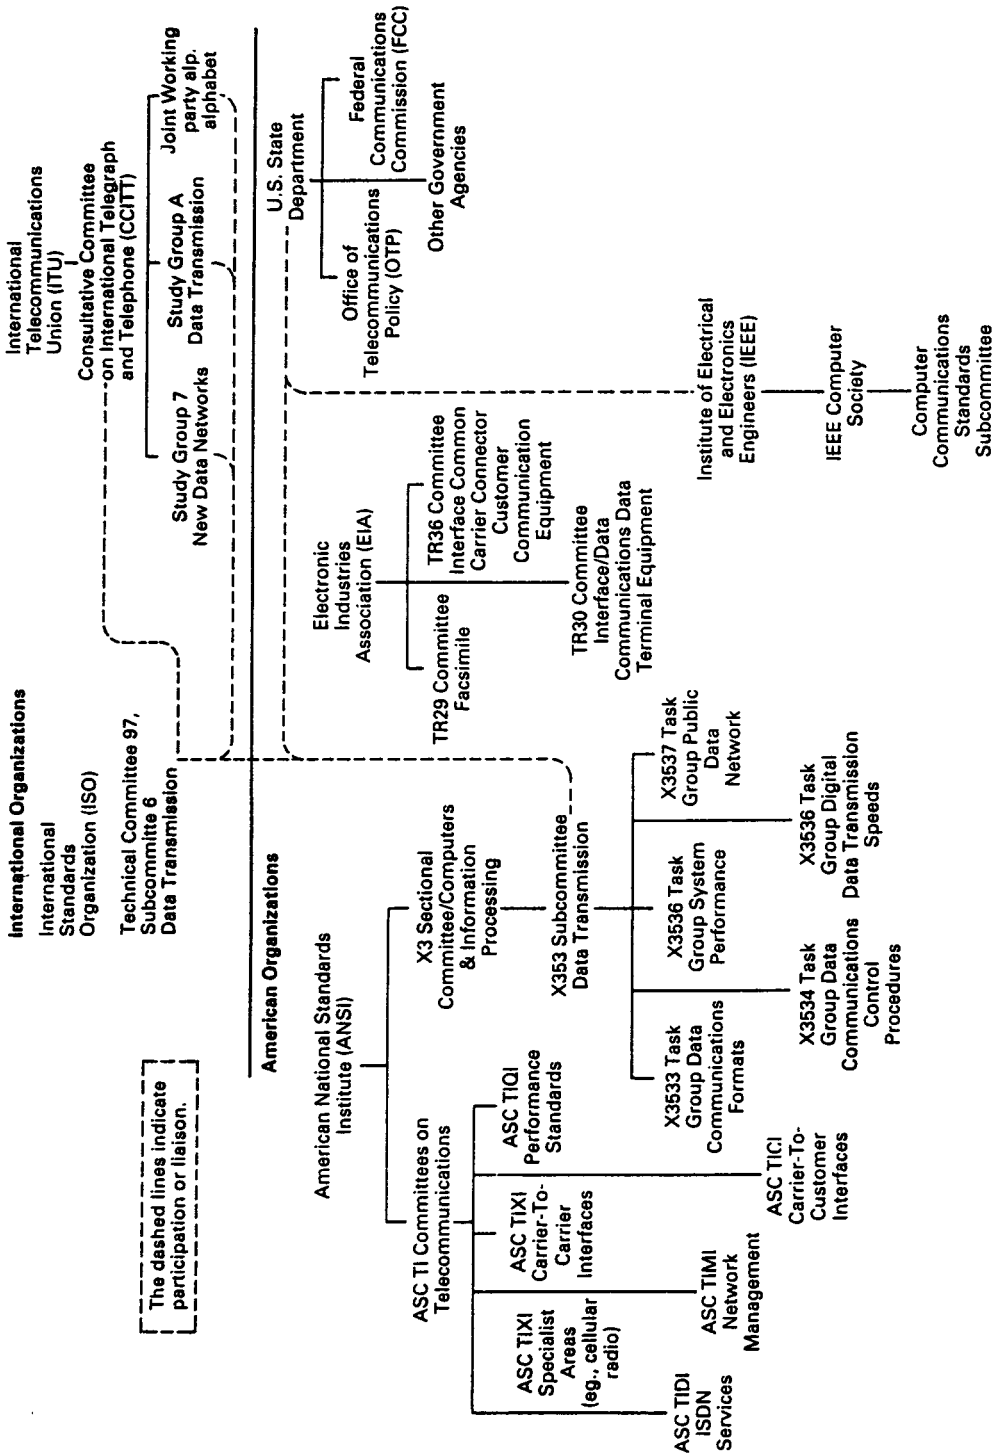 The dashed lines indicate
participation or liaison.
International Organizations
International
Standards
Organization (ISO)
Technical Committee 97,
Subcommitte 6
Data Transmission
International
Telecommunications
Union (ITU)
Consultative Committee
on International Telegraph
and Telephone (CCITT)
Study Group 7
New Data Networks
Study Group A
Data Transmission
Joint Working
party alp.
alphabet
American Organizations
American National Standards
Institute (ANSI)
ASC TI Committees on
Telecommunications
ASC TIDI
ISDN
Services
ASC TIXI
Specialist
Areas
(eg., cellular
radio)
ASC TIMI
Network
Management
ASC TIXI
Carrier-To-
Carrier
Interfaces
ASC TICI
Carrier-To-
Customer
Interfaces
ASC TIQI
Performance
Standards
X3 Sectional
Committee/Computers
& Information
Processing
X353 Subcommittee
Data Transmission
X3533 Task
Group Data
Communications
Formats
X3534 Task
Group Data
Communications
Control
Procedures
X3536 Task
Group System
Performance
X3536 Task
Group Digital
Data Transmission
Speeds
X3537 Task
Group Public
Data
Network
Electronic
Industries
Association (EIA)
TR29 Committee
Facsimile
TR30 Committee
Interface/Data
Communications Data
Terminal Equipment
TR36 Committee
Interface Common
Carrier Connector
Customer
Communication
Equipment
U.S. State
Department
Office of
Telecommunications
Policy (OTP)
Federal
Communications
Commission (FCC)
Other Government
Agencies
Institute of Electrical
and Electronics
Engineers (IEEE)
IEEE Computer
Society
Computer
Communications
Standards
Subcommittee